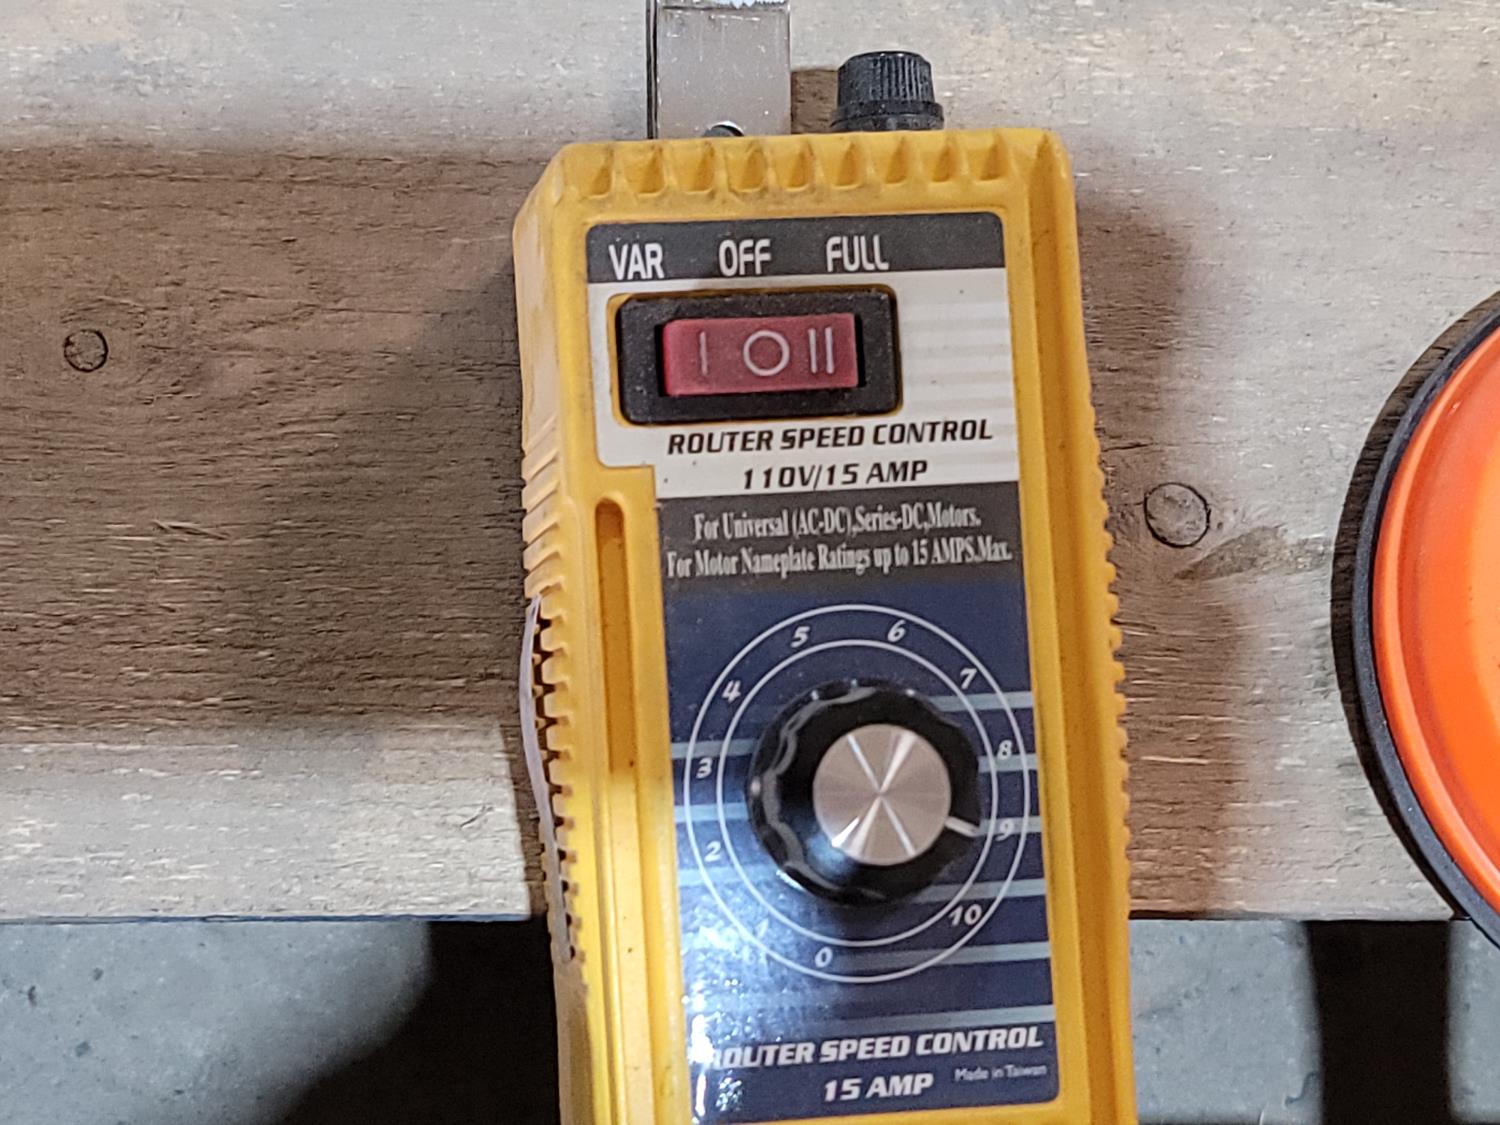 VAR OFF FULL
I O II
ROUTER SPEED CONTROL
110V/15 AMP
For Universal (AC-DC),Series-DC,Motors.
For Motor Nameplate Ratings up to 15 AMPS.Max.
5 6
4 7
3 8
2 9
1 10
0
ROUTER SPEED CONTROL
15 AMP Made in Taiwan